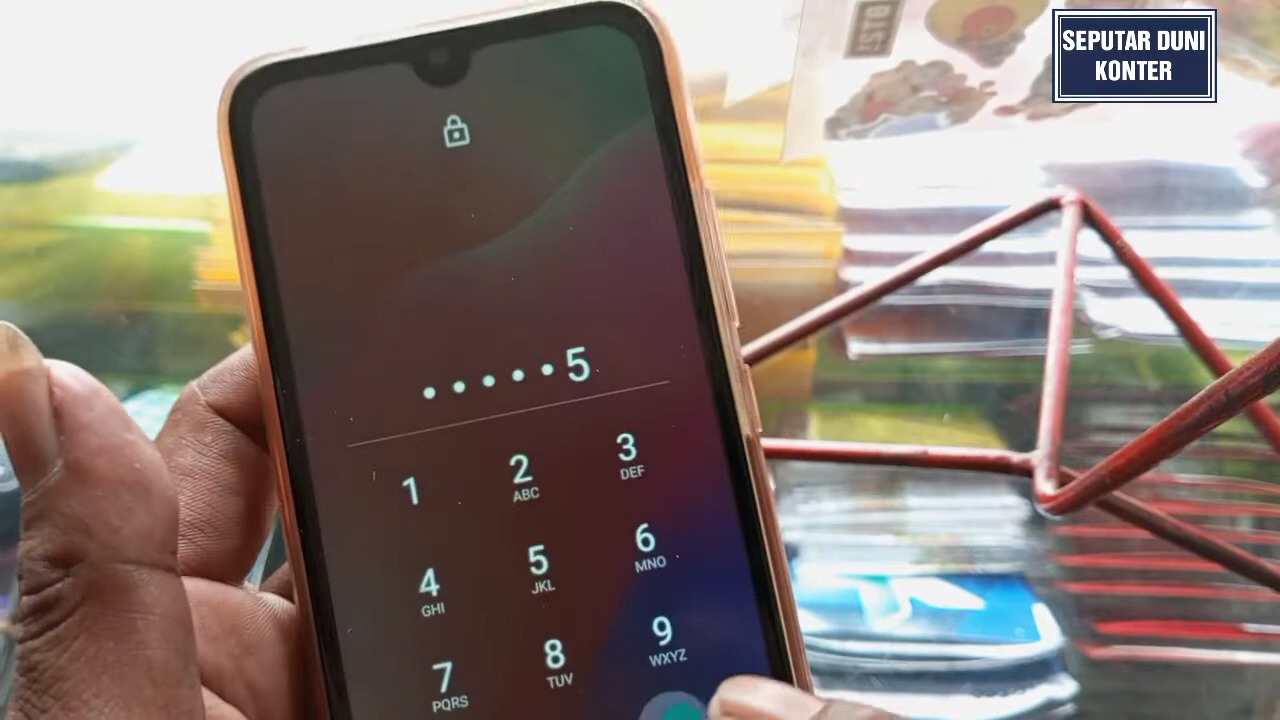 SEPUTAR DUNI
KONTER
•••••5
1
2
ABC
3
DEF
4
GHI
5
JKL
6
MNO
7
PQRS
8
TUV
9
WXYZ